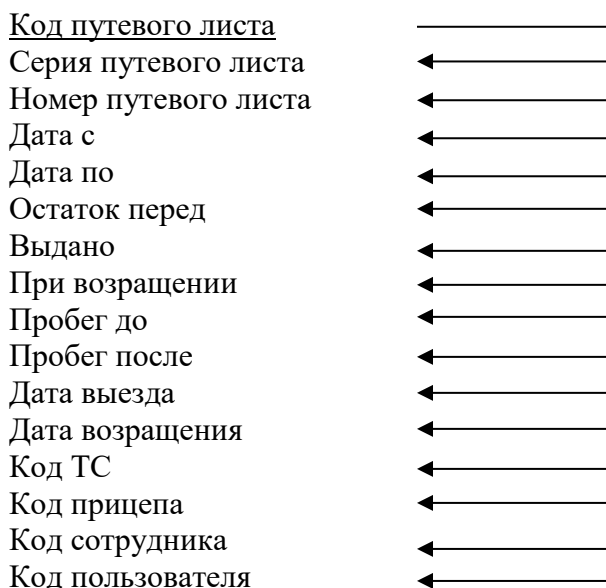 Код путевого листа
Серия путевого листа
Номер путевого листа
Дата с
Дата по
Остаток перед
Выдано
При возращении
Пробег до
Пробег после
Дата выезда
Дата возращения
Код ТС
Код прицепа
Код сотрудника
Код пользователя